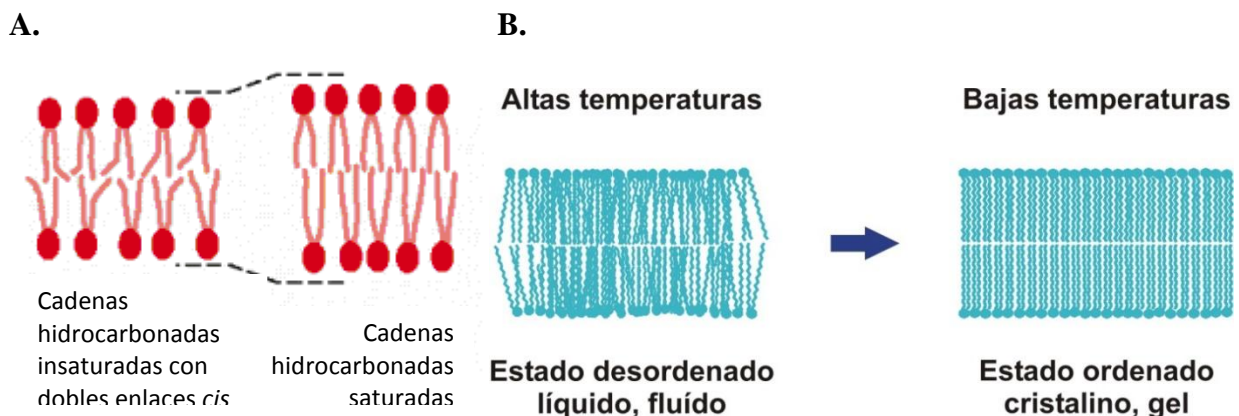 A.
B.
Altas temperaturas
Bajas temperaturas
Cadenas
hidrocarbonadas
insaturadas con
dobles enlaces cis
Cadenas
hidrocarbonadas
saturadas
Estado desordenado
líquido, fluído
Estado ordenado
cristalino, gel